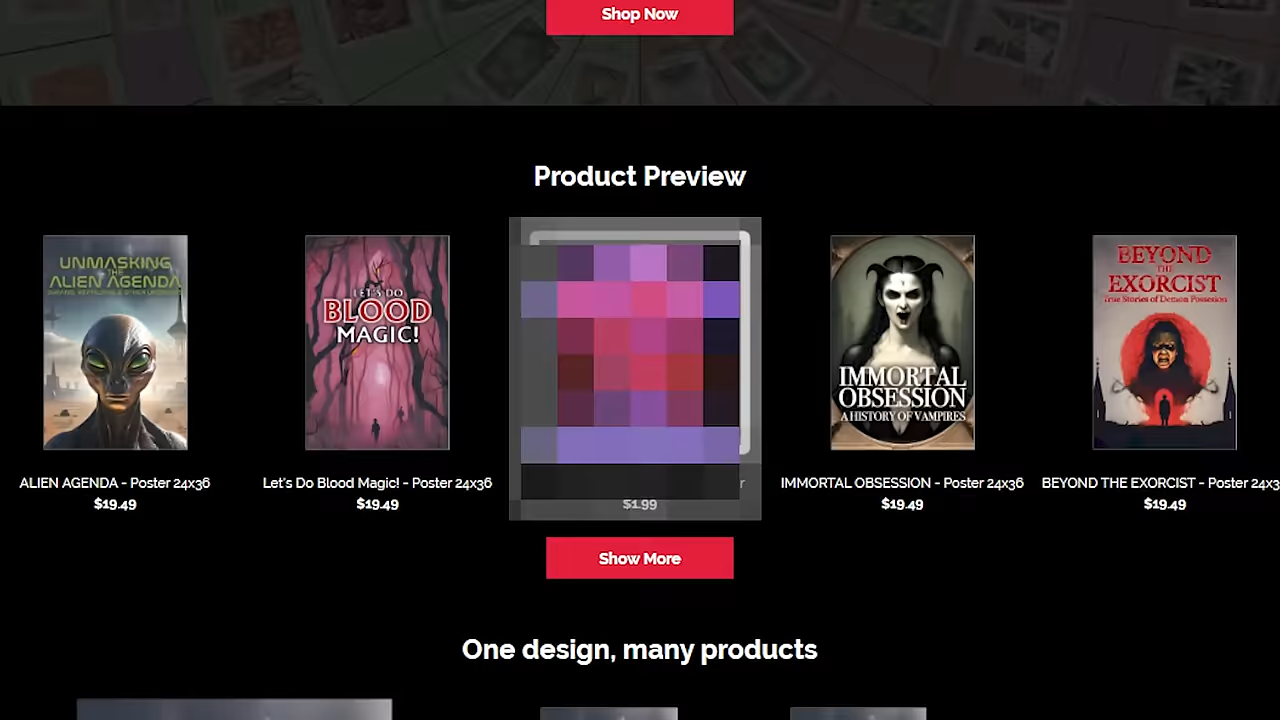 Shop Now
Product Preview
UNMASKING
THE
ALIEN AGENDA
LET'S DO
BLOOD
MAGIC!
IMMORTAL
OBSESSION
A HISTORY OF VAMPIRES
BEYOND
THE
EXORCIST
True Stories of Demon Possesion
ALIEN AGENDA - Poster 24x36
$19.49
Let's Do Blood Magic! - Poster 24x36
$19.49
r
$1.99
IMMORTAL OBSESSION - Poster 24x36
$19.49
BEYOND THE EXORCIST - Poster 24x3
$19.49
Show More
One design, many products